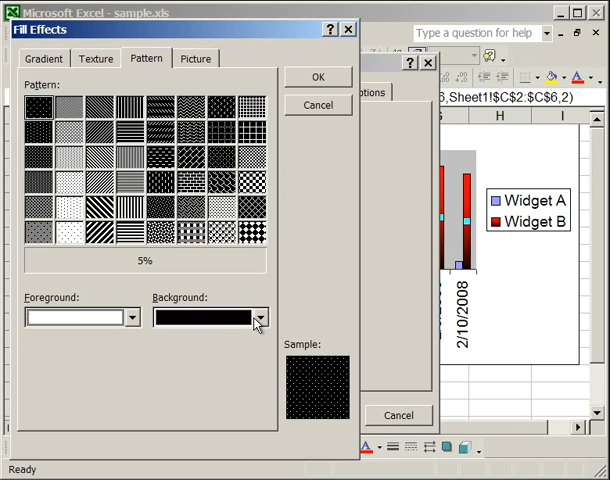 Microsoft Excel - sample.xls
Fill Effects
Type a question for help
Gradient Texture Pattern Picture
Pattern:
OK
Cancel
ptions
6,Sheet1!$C$2:$C$6,2)
H I
Widget A
Widget B
5%
Foreground: Background:
2/10/2008
Sample:
Cancel
Ready